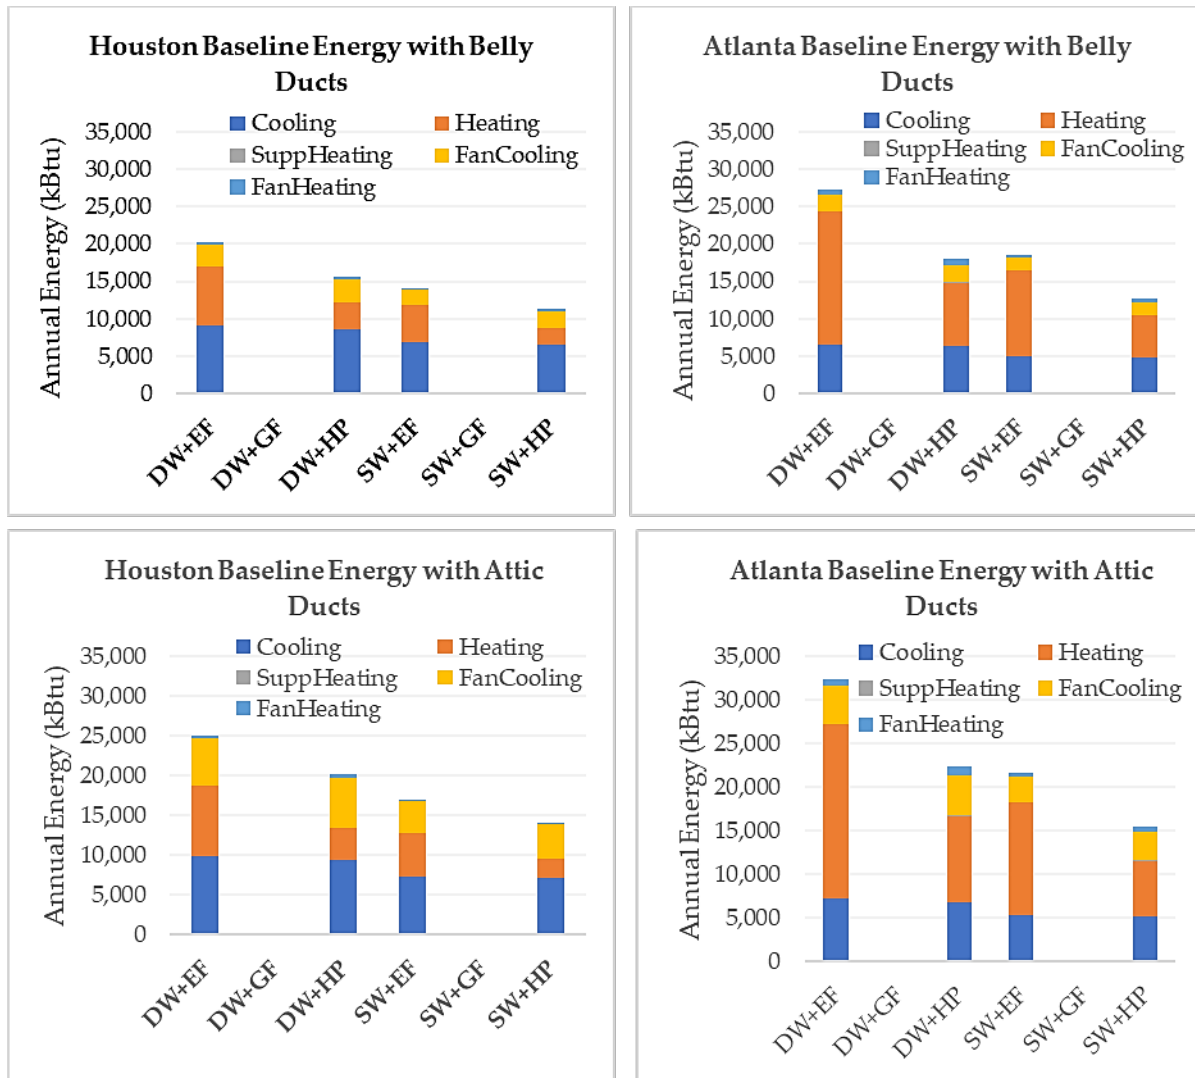 Houston Baseline Energy with Belly
Ducts
Cooling Heating
SuppHeating FanCooling
FanHeating
Annual Energy (kBtu)
35,000
30,000
25,000
20,000
15,000
10,000
5,000
0
DW+EF DW+GF DW+HP SW+EF SW+GF SW+HP
Atlanta Baseline Energy with Belly
Ducts
Cooling Heating
SuppHeating FanCooling
FanHeating
Annual Energy (kBtu)
35,000
30,000
25,000
20,000
15,000
10,000
5,000
0
DW+EF DW+GF DW+HP SW+EF SW+GF SW+HP
Houston Baseline Energy with Attic
Ducts
Cooling Heating
SuppHeating FanCooling
FanHeating
Annual Energy (kBtu)
35,000
30,000
25,000
20,000
15,000
10,000
5,000
0
DW+EF DW+GF DW+HP SW+EF SW+GF SW+HP
Atlanta Baseline Energy with Attic
Ducts
Cooling Heating
SuppHeating FanCooling
FanHeating
Annual Energy (kBtu)
35,000
30,000
25,000
20,000
15,000
10,000
5,000
0
DW+EF DW+GF DW+HP SW+EF SW+GF SW+HP